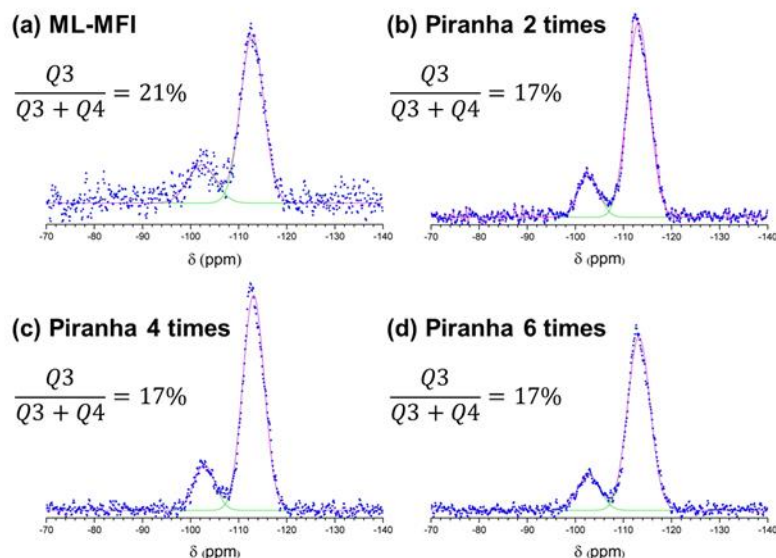 (a) ML-MFI
Q3
Q3 + Q4
= 21%
-70 -80 -90 -100 -110 -120 -130 -140
δ (ppm)
(b) Piranha 2 times
Q3
Q3 + Q4
= 17%
-70 -80 -90 -100 -110 -120 -130 -140
δ (ppm)
(c) Piranha 4 times
Q3
Q3 + Q4
= 17%
-70 -80 -90 -100 -110 -120 -130 -140
δ (ppm)
(d) Piranha 6 times
Q3
Q3 + Q4
= 17%
-70 -80 -90 -100 -110 -120 -130 -140
δ (ppm)